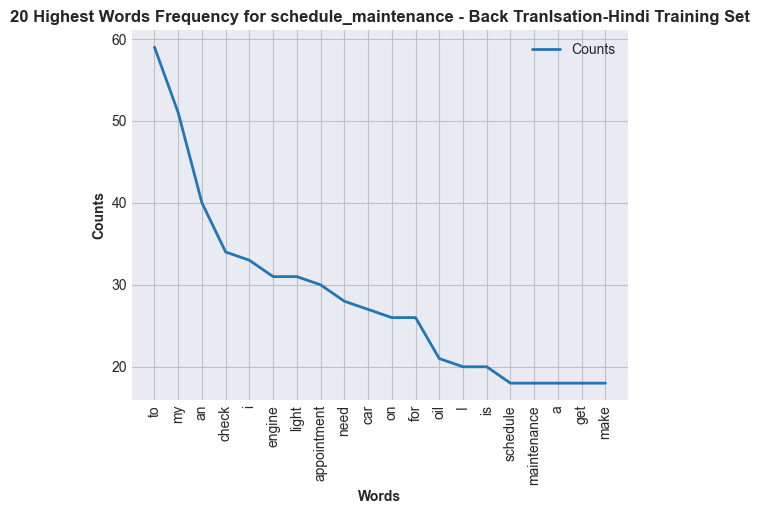 20 Highest Words Frequency for schedule_maintenance - Back Tranlsation-Hindi Training Set
Counts
60
50
40
30
20
Counts
to
my
an
check
i
engine
light
appointment
need
car
on
for
oil
I
is
schedule
maintenance
a
get
make
Words